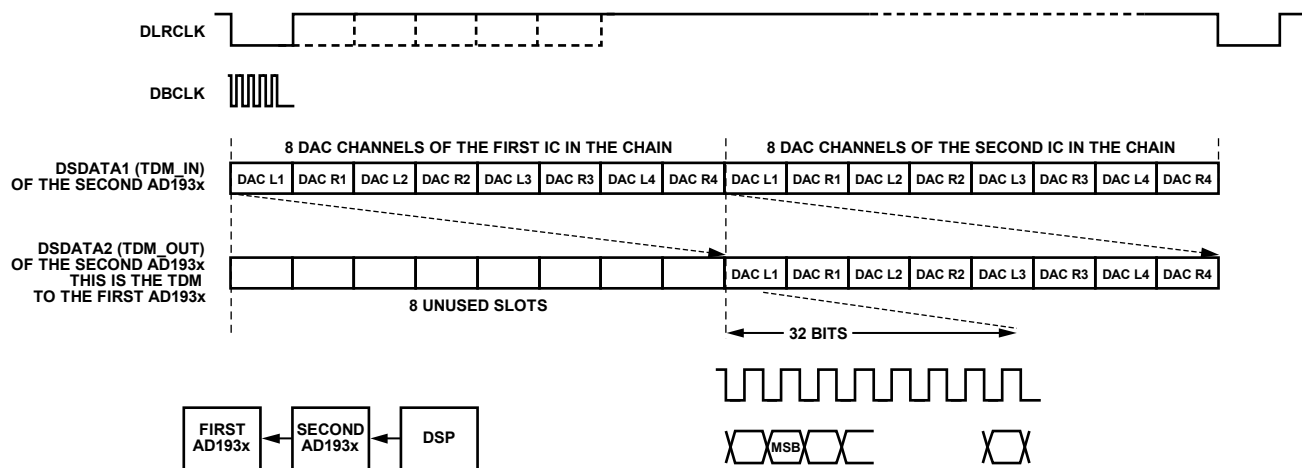 DLRCLK
DBCLK
8 DAC CHANNELS OF THE FIRST IC IN THE CHAIN
8 DAC CHANNELS OF THE SECOND IC IN THE CHAIN
DSDATA1 (TDM_IN)
OF THE SECOND AD193x
DAC L1 DAC R1 DAC L2 DAC R2 DAC L3 DAC R3 DAC L4 DAC R4 DAC L1 DAC R1 DAC L2 DAC R2 DAC L3 DAC R3 DAC L4 DAC R4
DSDATA2 (TDM_OUT)
OF THE SECOND AD193x
THIS IS THE TDM
TO THE FIRST AD193x
DAC L1 DAC R1 DAC L2 DAC R2 DAC L3 DAC R3 DAC L4 DAC R4
8 UNUSED SLOTS
32 BITS
FIRST
AD193x
SECOND
AD193x
DSP
MSB